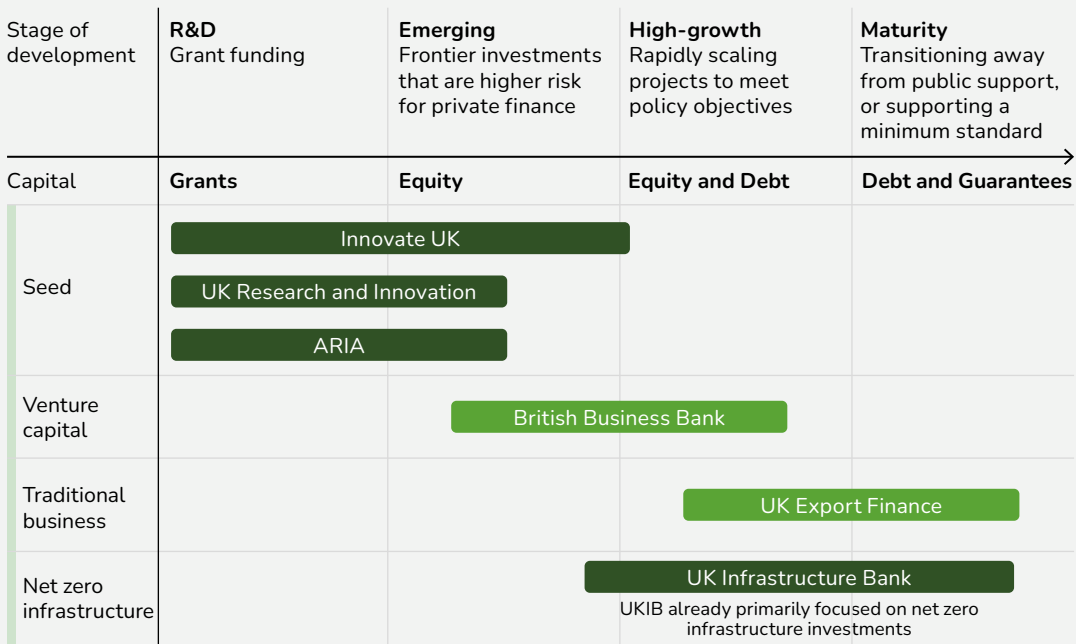 Stage of
development
R&D
Grant funding
Emerging
Frontier investments
that are higher risk
for private finance
High-growth
Rapidly scaling
projects to meet
policy objectives
Maturity
Transitioning away
from public support,
or supporting a
minimum standard
Capital
Grants
Equity
Equity and Debt
Debt and Guarantees
Seed
Innovate UK
UK Research and Innovation
ARIA
Venture
capital
British Business Bank
Traditional
business
UK Export Finance
Net zero
infrastructure
UK Infrastructure Bank
UKIB already primarily focused on net zero
infrastructure investments